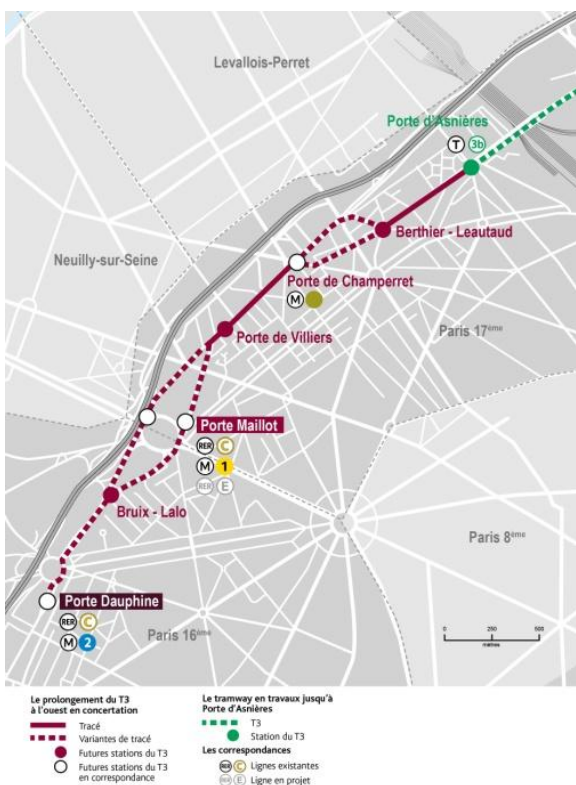 Levallois-Perret
Porte d'Asnières
T 3b
Berthier - Leautaud
Neuilly-sur-Seine
Porte de Champerret
M
Paris 17ème
Porte de Villiers
Porte Maillot
RER C
M 1
RER E
Bruix - Lalo
Paris 8ème
Porte Dauphine
RER C
M 2
Paris 16ème
0 250 500
mètres
Le prolongement du T3
à l'ouest en concertation
Tracé
Variantes de tracé
Futures stations du T3
Futures stations du T3
en correspondance
Le tramway en travaux jusqu'à
Porte d'Asnières
T3
Station du T3
Les correspondances
RER C Lignes existantes
RER E Ligne en projet